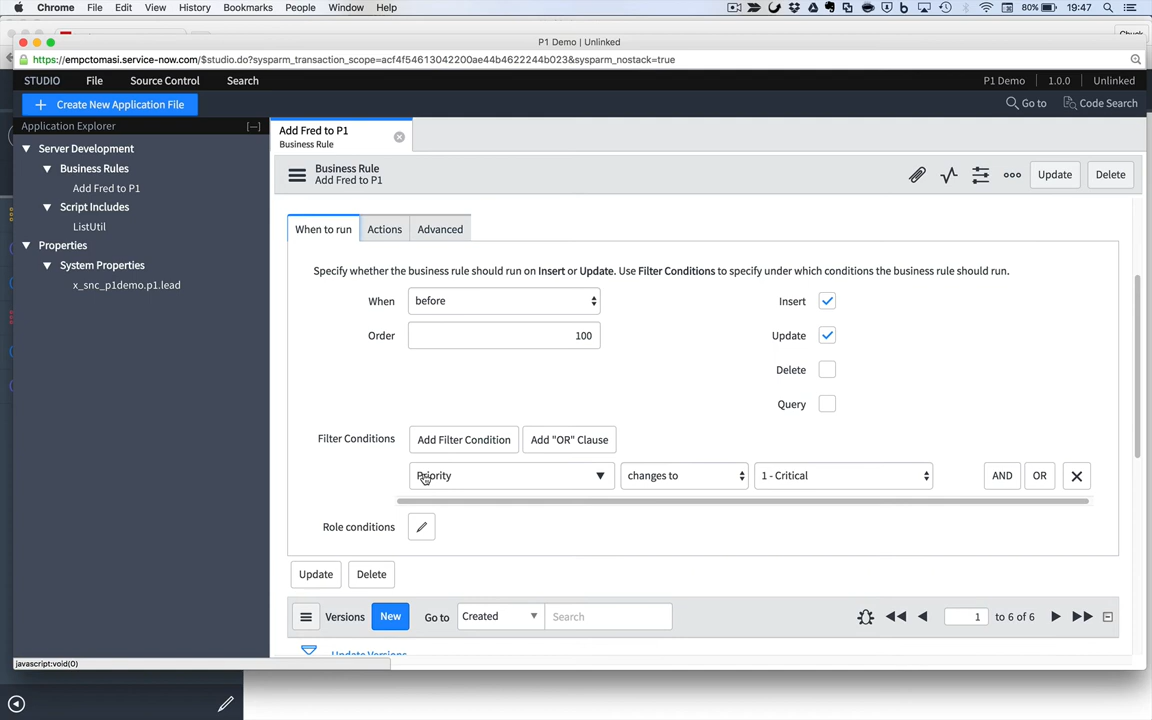 Chrome File Edit View History Bookmarks People Window Help 80% 19:47
P1 Demo | Unlinked
https://empctomasi.service-now.com/$studio.do?sysparm_transaction_scope=acf4f54613042200ae44b4622244b023&sysparm_nostack=true
STUDIO File Source Control Search P1 Demo 1.0.0 Unlinked
+ Create New Application File Go to Code Search
Application Explorer [—]
Server Development
Business Rules
Add Fred to P1
Script Includes
ListUtil
Properties
System Properties
x_snc_p1demo.p1.lead
Add Fred to P1
Business Rule
Business Rule
Add Fred to P1
Update Delete
When to run Actions Advanced
Specify whether the business rule should run on Insert or Update. Use Filter Conditions to specify under which conditions the business rule should run.
When before Insert
Order 100 Update
Delete
Query
Filter Conditions Add Filter Condition Add "OR" Clause
Priority changes to 1 - Critical AND OR
Role conditions
Update Delete
Versions New Go to Created Search 1 to 6 of 6
Update Versions
javascript:void(0)